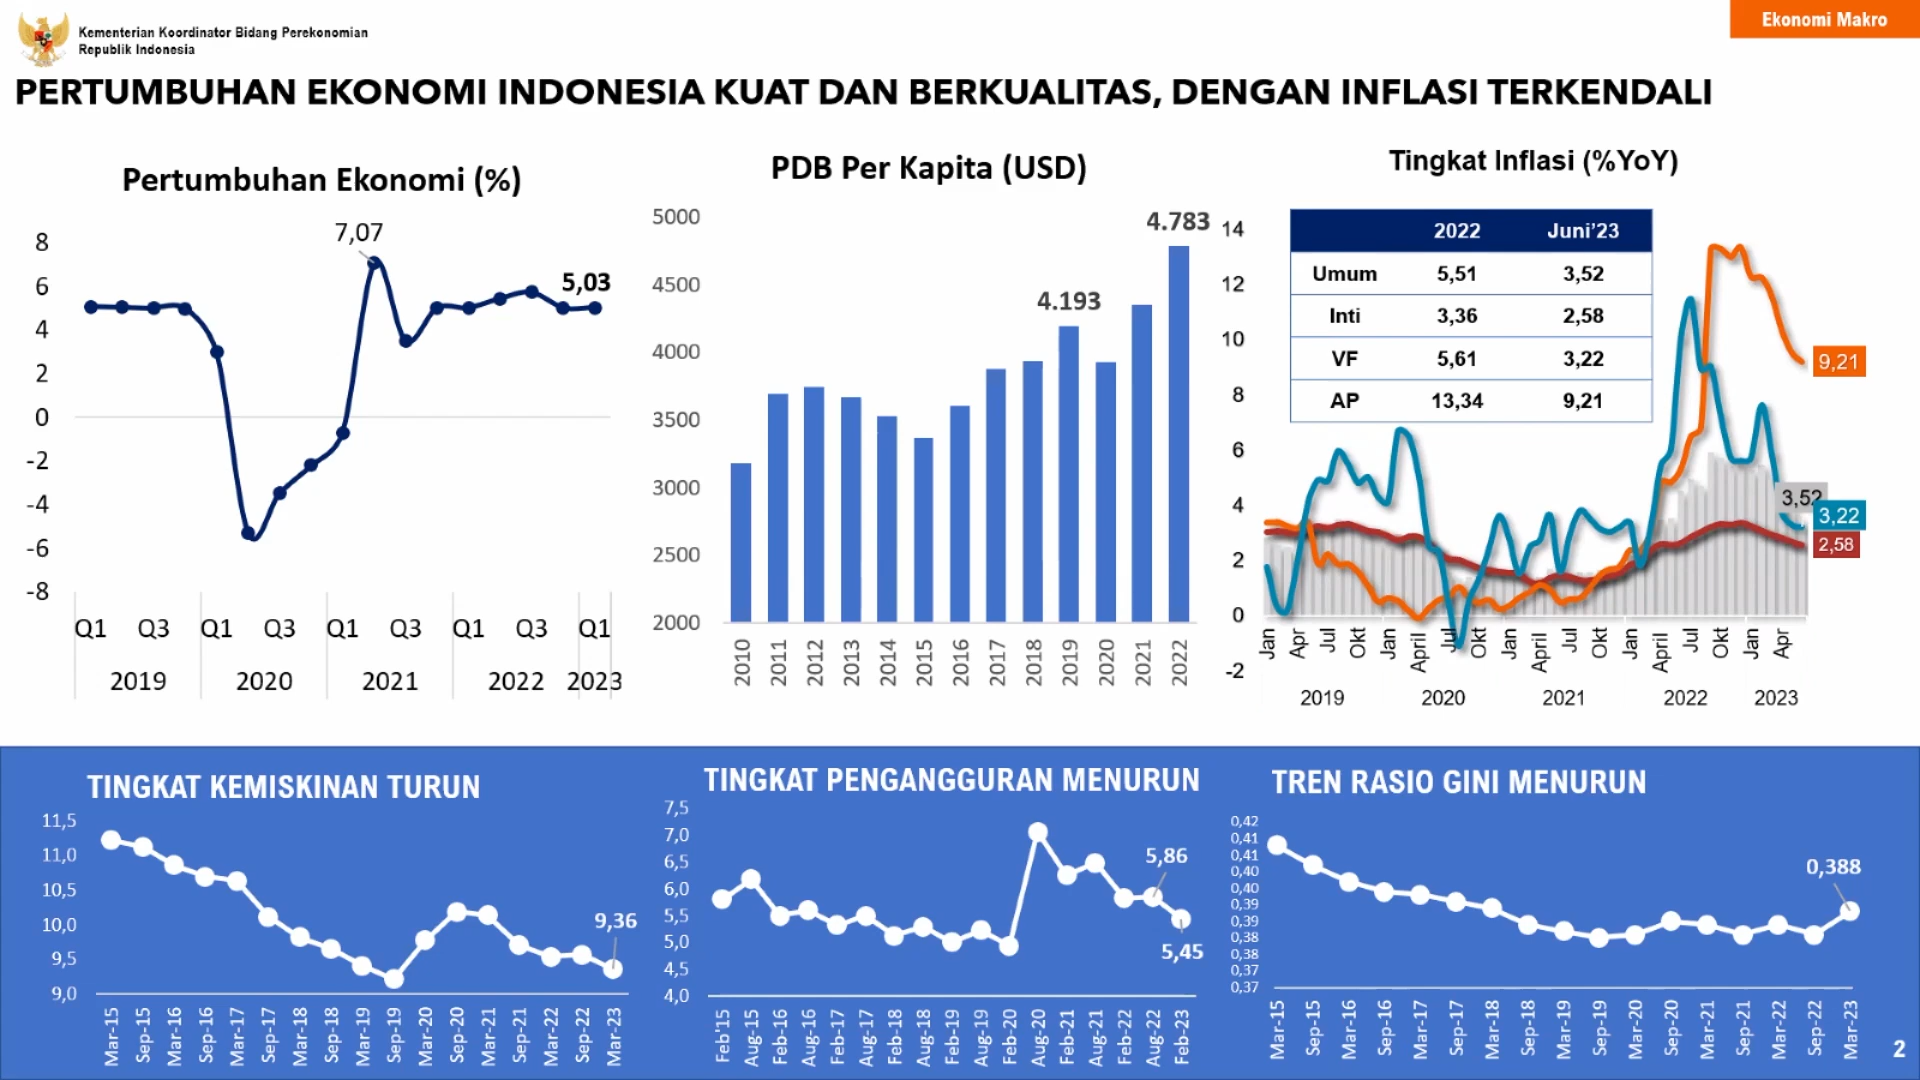 Kementerian Koordinator Bidang Perekonomian
Republik Indonesia
Ekonomi Makro
PERTUMBUHAN EKONOMI INDONESIA KUAT DAN BERKUALITAS, DENGAN INFLASI TERKENDALI
Pertumbuhan Ekonomi (%)
7,07
5,03
8
6
4
2
0
-2
-4
-6
-8
Q1 Q3 Q1 Q3 Q1 Q3 Q1 Q3 Q1
2019 2020 2021 2022 2023
PDB Per Kapita (USD)
5000
4500
4000
3500
3000
2500
2000
4.193
4.783
2010 2011 2012 2013 2014 2015 2016 2017 2018 2019 2020 2021 2022
Tingkat Inflasi (%YoY)
14
12
10
8
6
4
2
0
-2
2022 Juni'23
Umum 5,51 3,52
Inti 3,36 2,58
VF 5,61 3,22
AP 13,34 9,21
9,21
3,52
3,22
2,58
Jan Apr Jul Okt Jan April Jul Okt Jan April Jul Okt Jan April Jul Okt Jan Apr
2019 2020 2021 2022 2023
TINGKAT KEMISKINAN TURUN
11,5
11,0
10,5
10,0
9,5
9,0
9,36
Mar-15 Sep-15 Mar-16 Sep-16 Mar-17 Sep-17 Mar-18 Sep-18 Mar-19 Sep-19 Mar-20 Sep-20 Mar-21 Sep-21 Mar-22 Sep-22 Mar-23
TINGKAT PENGANGGURAN MENURUN
7,5
7,0
6,5
6,0
5,5
5,0
4,5
4,0
5,86
5,45
Feb'15 Aug-15 Feb-16 Aug-16 Feb-17 Aug-17 Feb-18 Aug-18 Feb-19 Aug-19 Feb-20 Aug-20 Feb-21 Aug-21 Feb-22 Aug-22 Feb-23
TREN RASIO GINI MENURUN
0,42
0,41
0,41
0,40
0,40
0,39
0,39
0,38
0,38
0,37
0,37
0,388
Mar-15 Sep-15 Mar-16 Sep-16 Mar-17 Sep-17 Mar-18 Sep-18 Mar-19 Sep-19 Mar-20 Sep-20 Mar-21 Sep-21 Mar-22 Sep-22 Mar-23
2